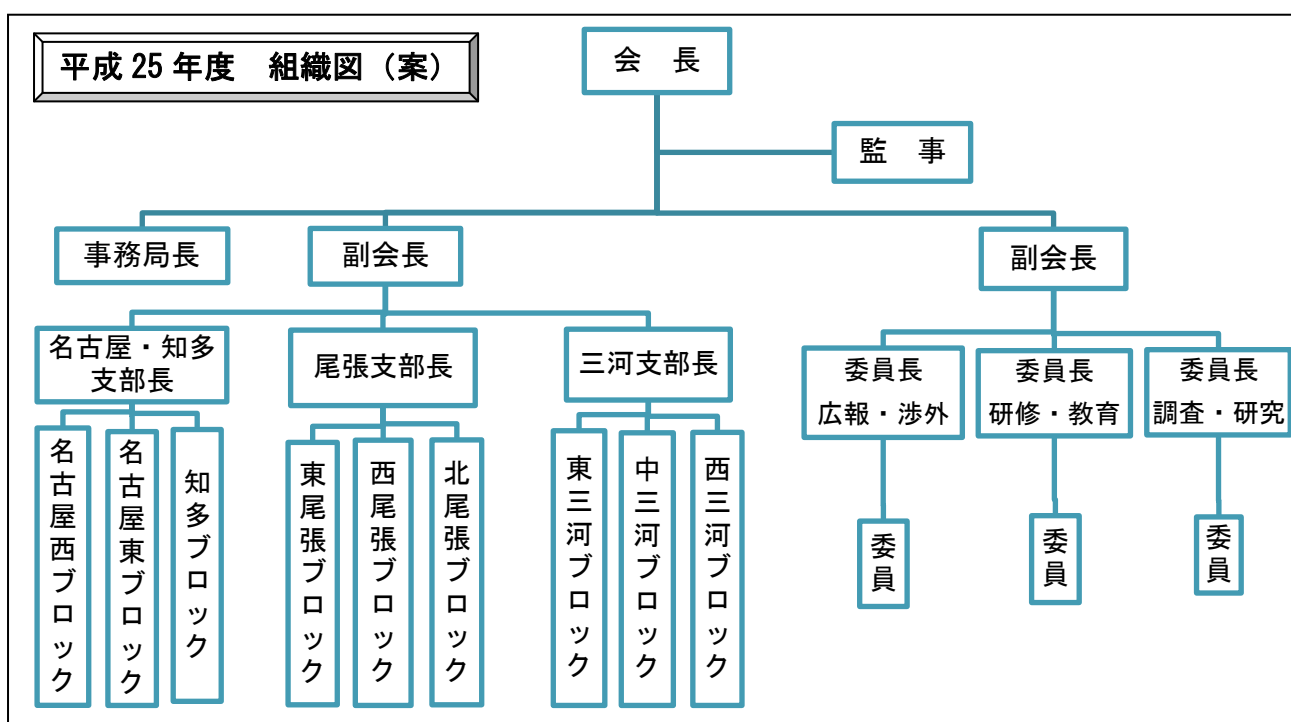 平成25年度　組織図（案）
会　長
監　事
事務局長
副会長
副会長
名古屋・知多
支部長
尾張支部長
三河支部長
委員長
広報・渉外
委員長
研修・教育
委員長
調査・研究
名古屋西ブロック
名古屋東ブロック
知多ブロック
東尾張ブロック
西尾張ブロック
北尾張ブロック
東三河ブロック
中三河ブロック
西三河ブロック
委員
委員
委員